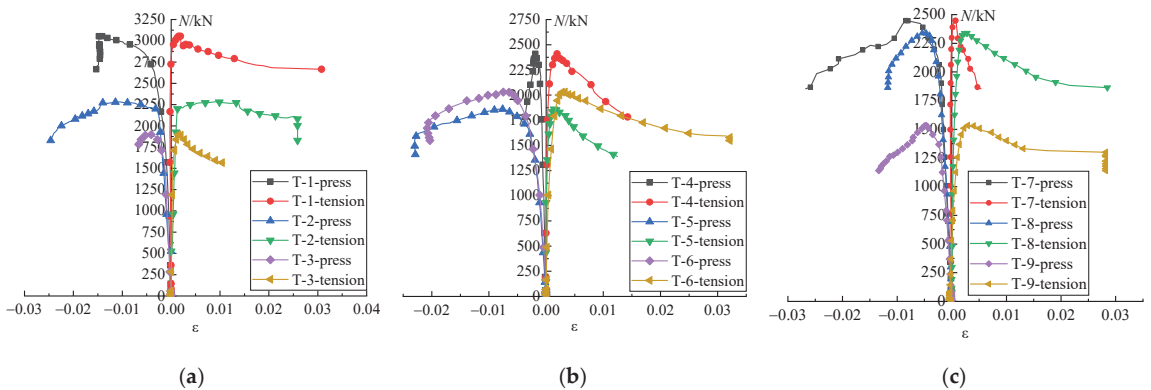 N/kN
3250
3000
2750
2500
2250
2000
1750
1500
1250
1000
750
500
250
0
T-1-press
T-1-tension
T-2-press
T-2-tension
T-3-press
T-3-tension
−0.03 −0.02 −0.01 0.00 0.01 0.02 0.03 0.04
ε
(a)
N/kN
2750
2500
2250
2000
1750
1500
1250
1000
750
500
250
0
T-4-press
T-4-tension
T-5-press
T-5-tension
T-6-press
T-6-tension
−0.02 −0.01 0.00 0.01 0.02 0.03
ε
(b)
N/kN
2500
2250
2000
1750
1500
1250
1000
750
500
250
0
T-7-press
T-7-tension
T-8-press
T-8-tension
T-9-press
T-9-tension
−0.03 −0.02 −0.01 0.00 0.01 0.02 0.03
ε
(c)